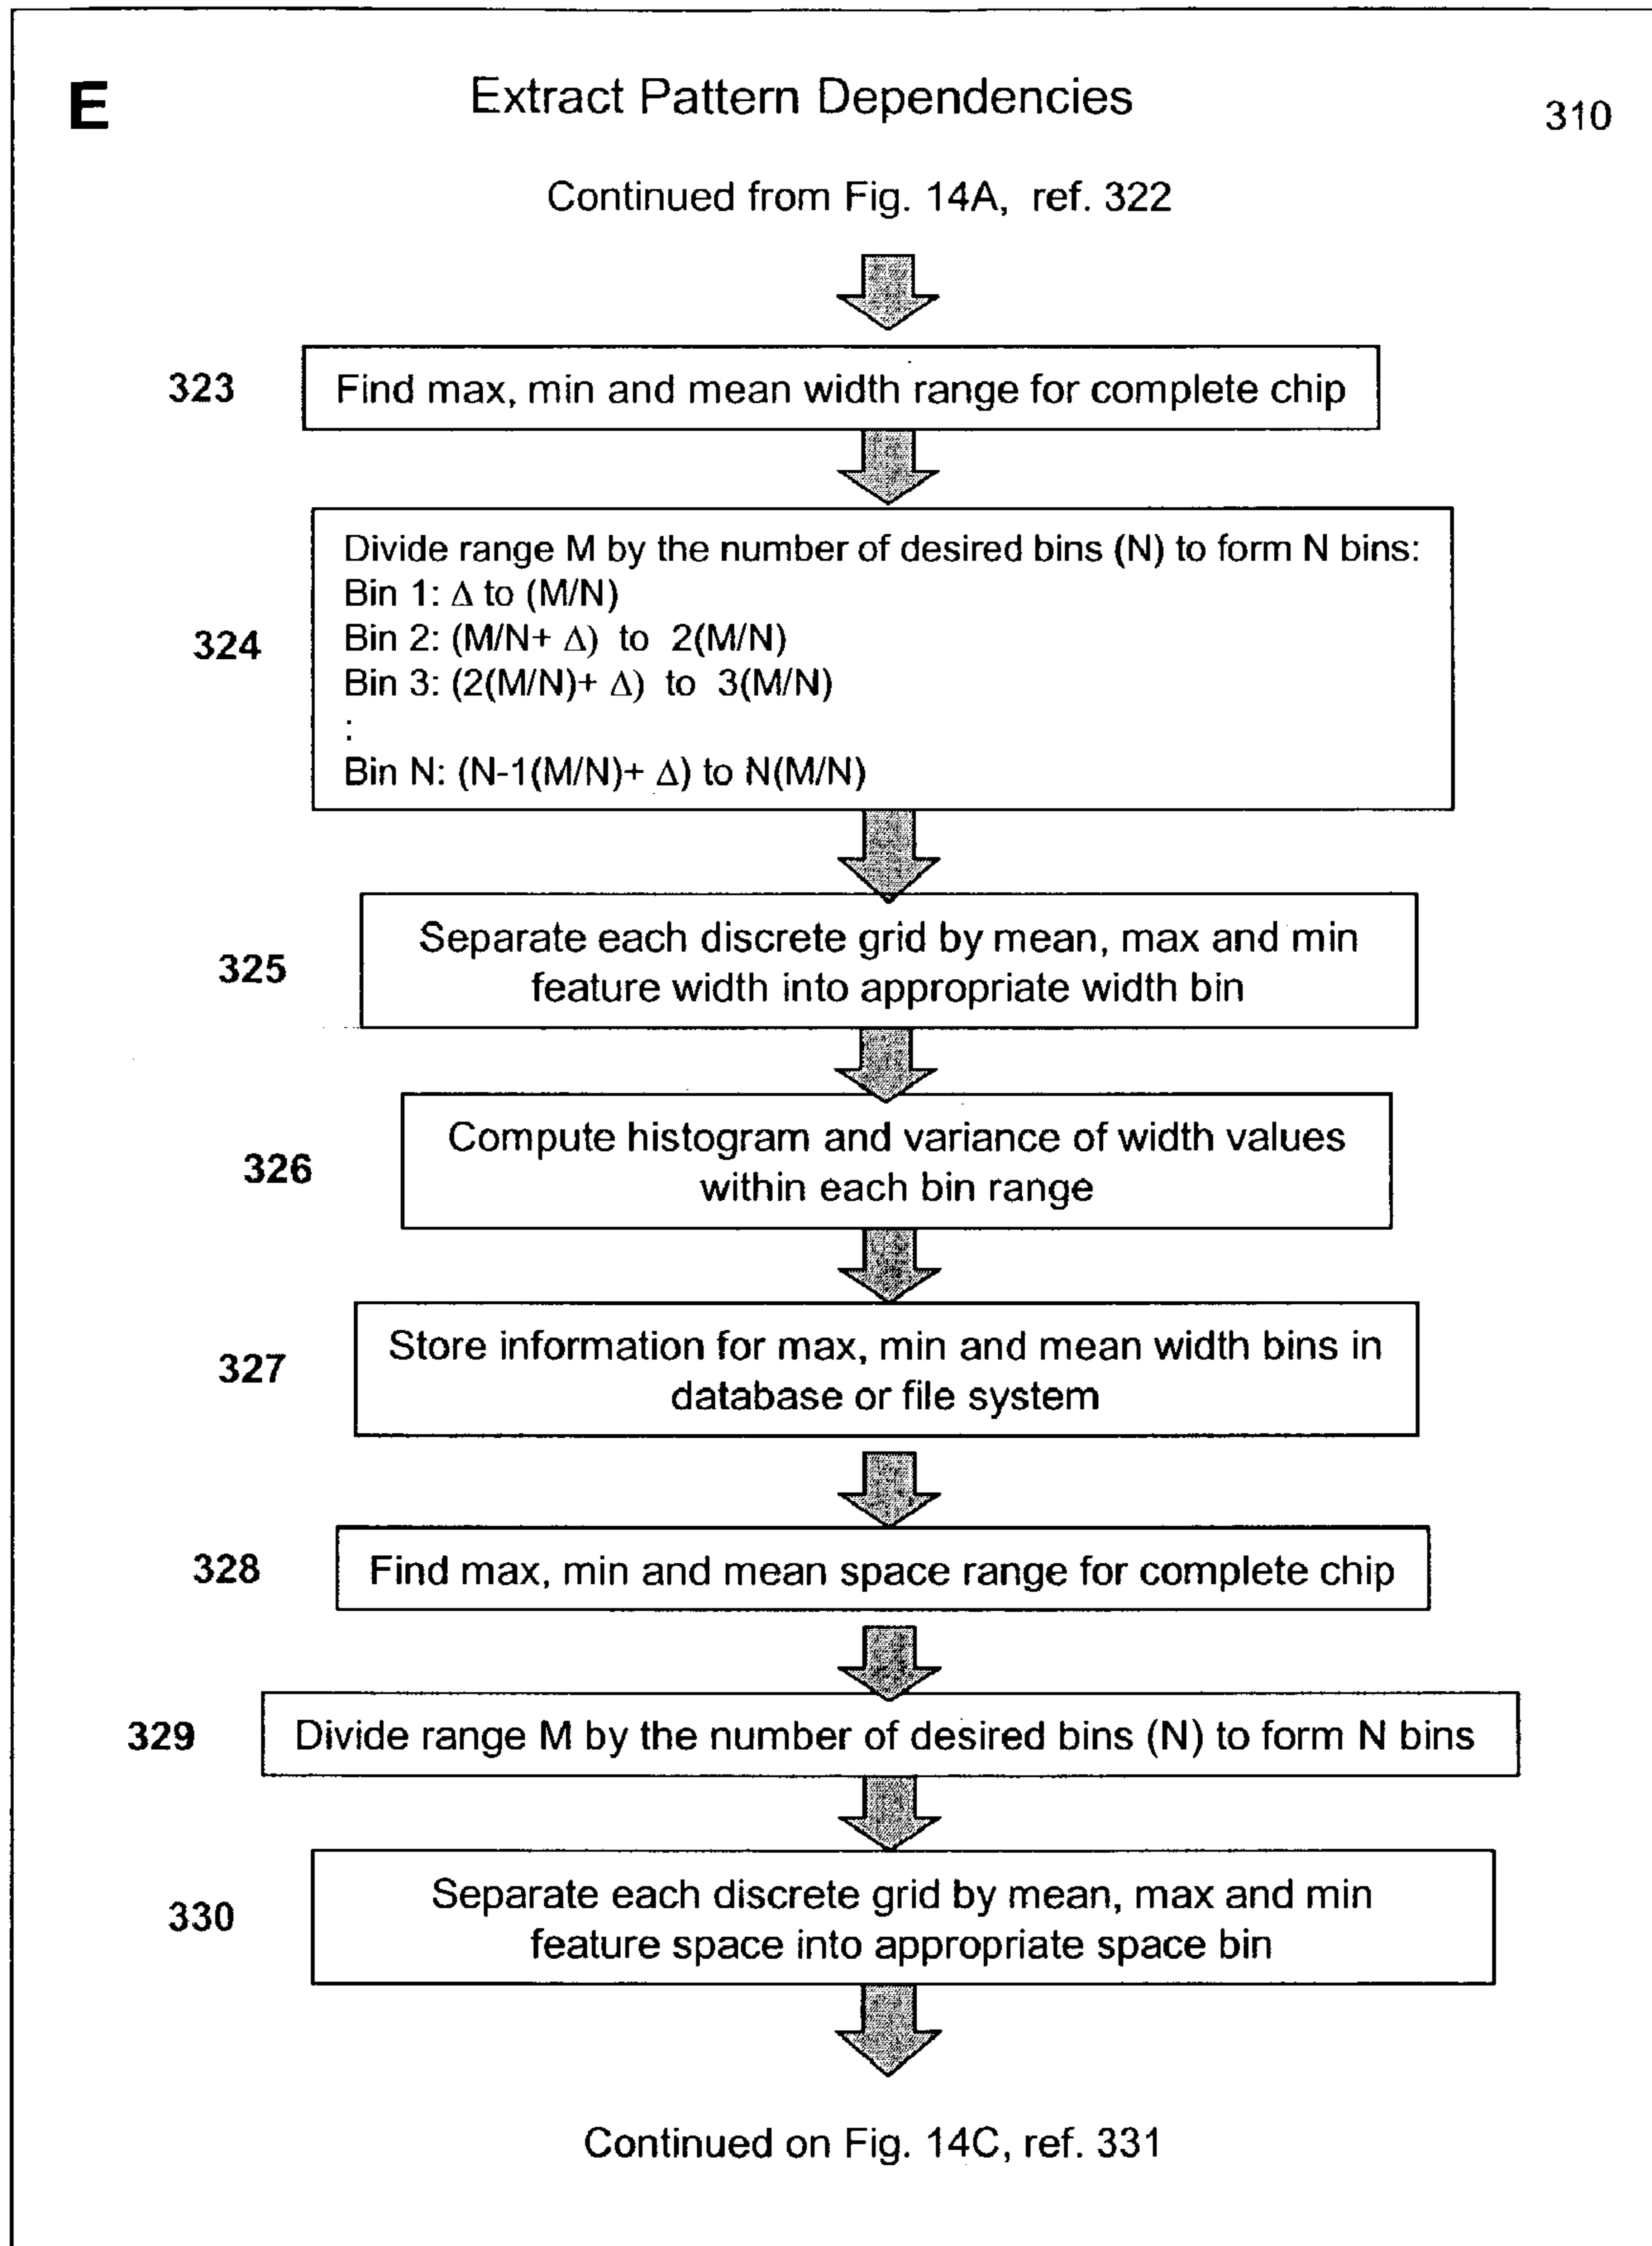 E
Extract Pattern Dependencies
310
Continued from Fig. 14A, ref. 322
323
Find max, min and mean width range for complete chip
324
Divide range M by the number of desired bins (N) to form N bins:
Bin 1: Δ to (M/N)
Bin 2: (M/N+ Δ) to 2(M/N)
Bin 3: (2(M/N)+ Δ) to 3(M/N)
:
Bin N: (N-1(M/N)+ Δ) to N(M/N)
325
Separate each discrete grid by mean, max and min
feature width into appropriate width bin
326
Compute histogram and variance of width values
within each bin range
327
Store information for max, min and mean width bins in
database or file system
328
Find max, min and mean space range for complete chip
329
Divide range M by the number of desired bins (N) to form N bins
330
Separate each discrete grid by mean, max and min
feature space into appropriate space bin
Continued on Fig. 14C, ref. 331